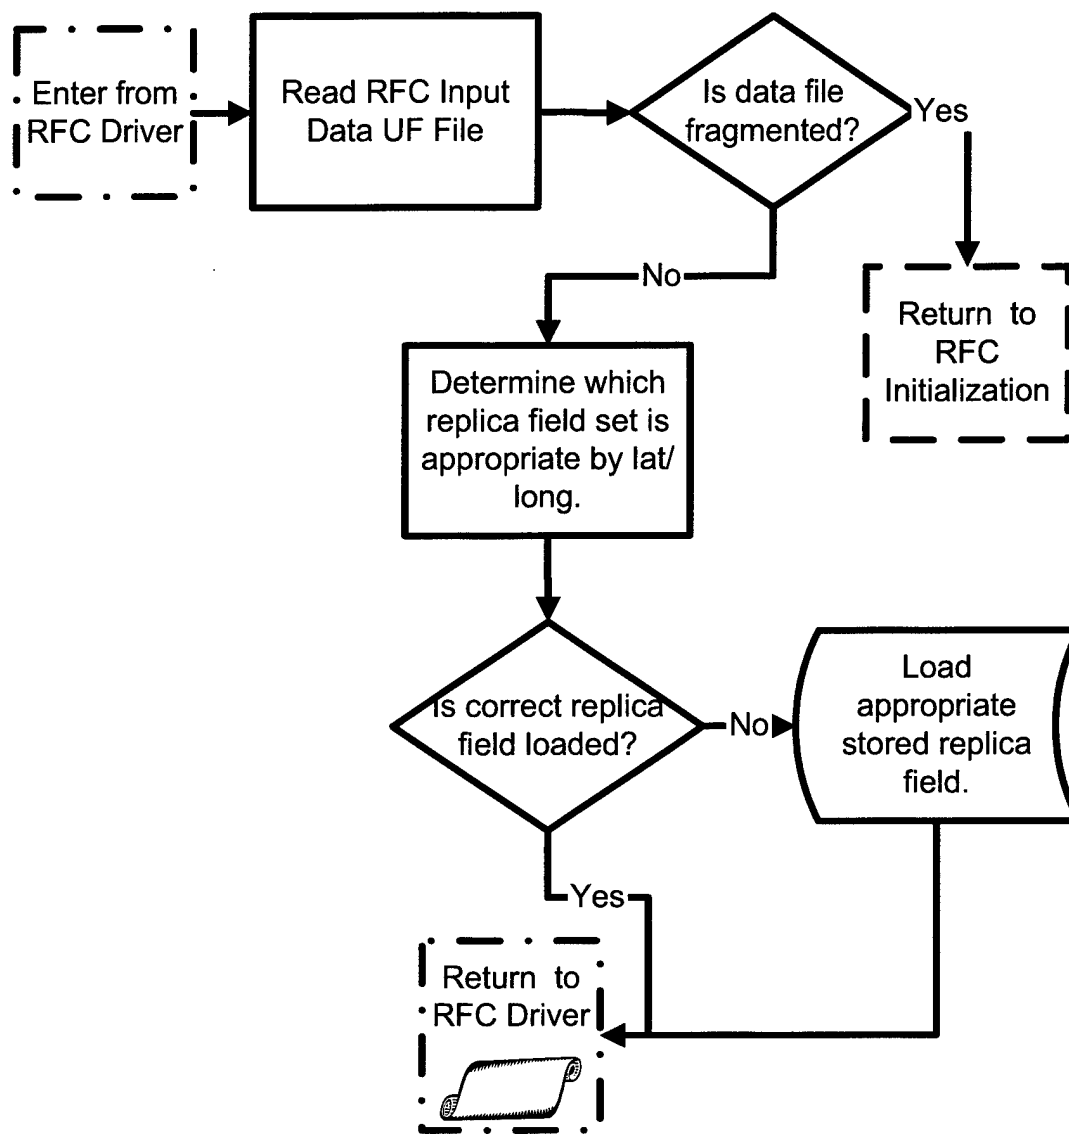 Enter from
RFC Driver
Read RFC Input
Data UF File
Is data file
fragmented?
Yes
No
Return to
RFC
Initialization
Determine which
replica field set is
appropriate by lat/
long.
Is correct replica
field loaded?
No
Load
appropriate
stored replica
field.
Yes
Return to
RFC Driver